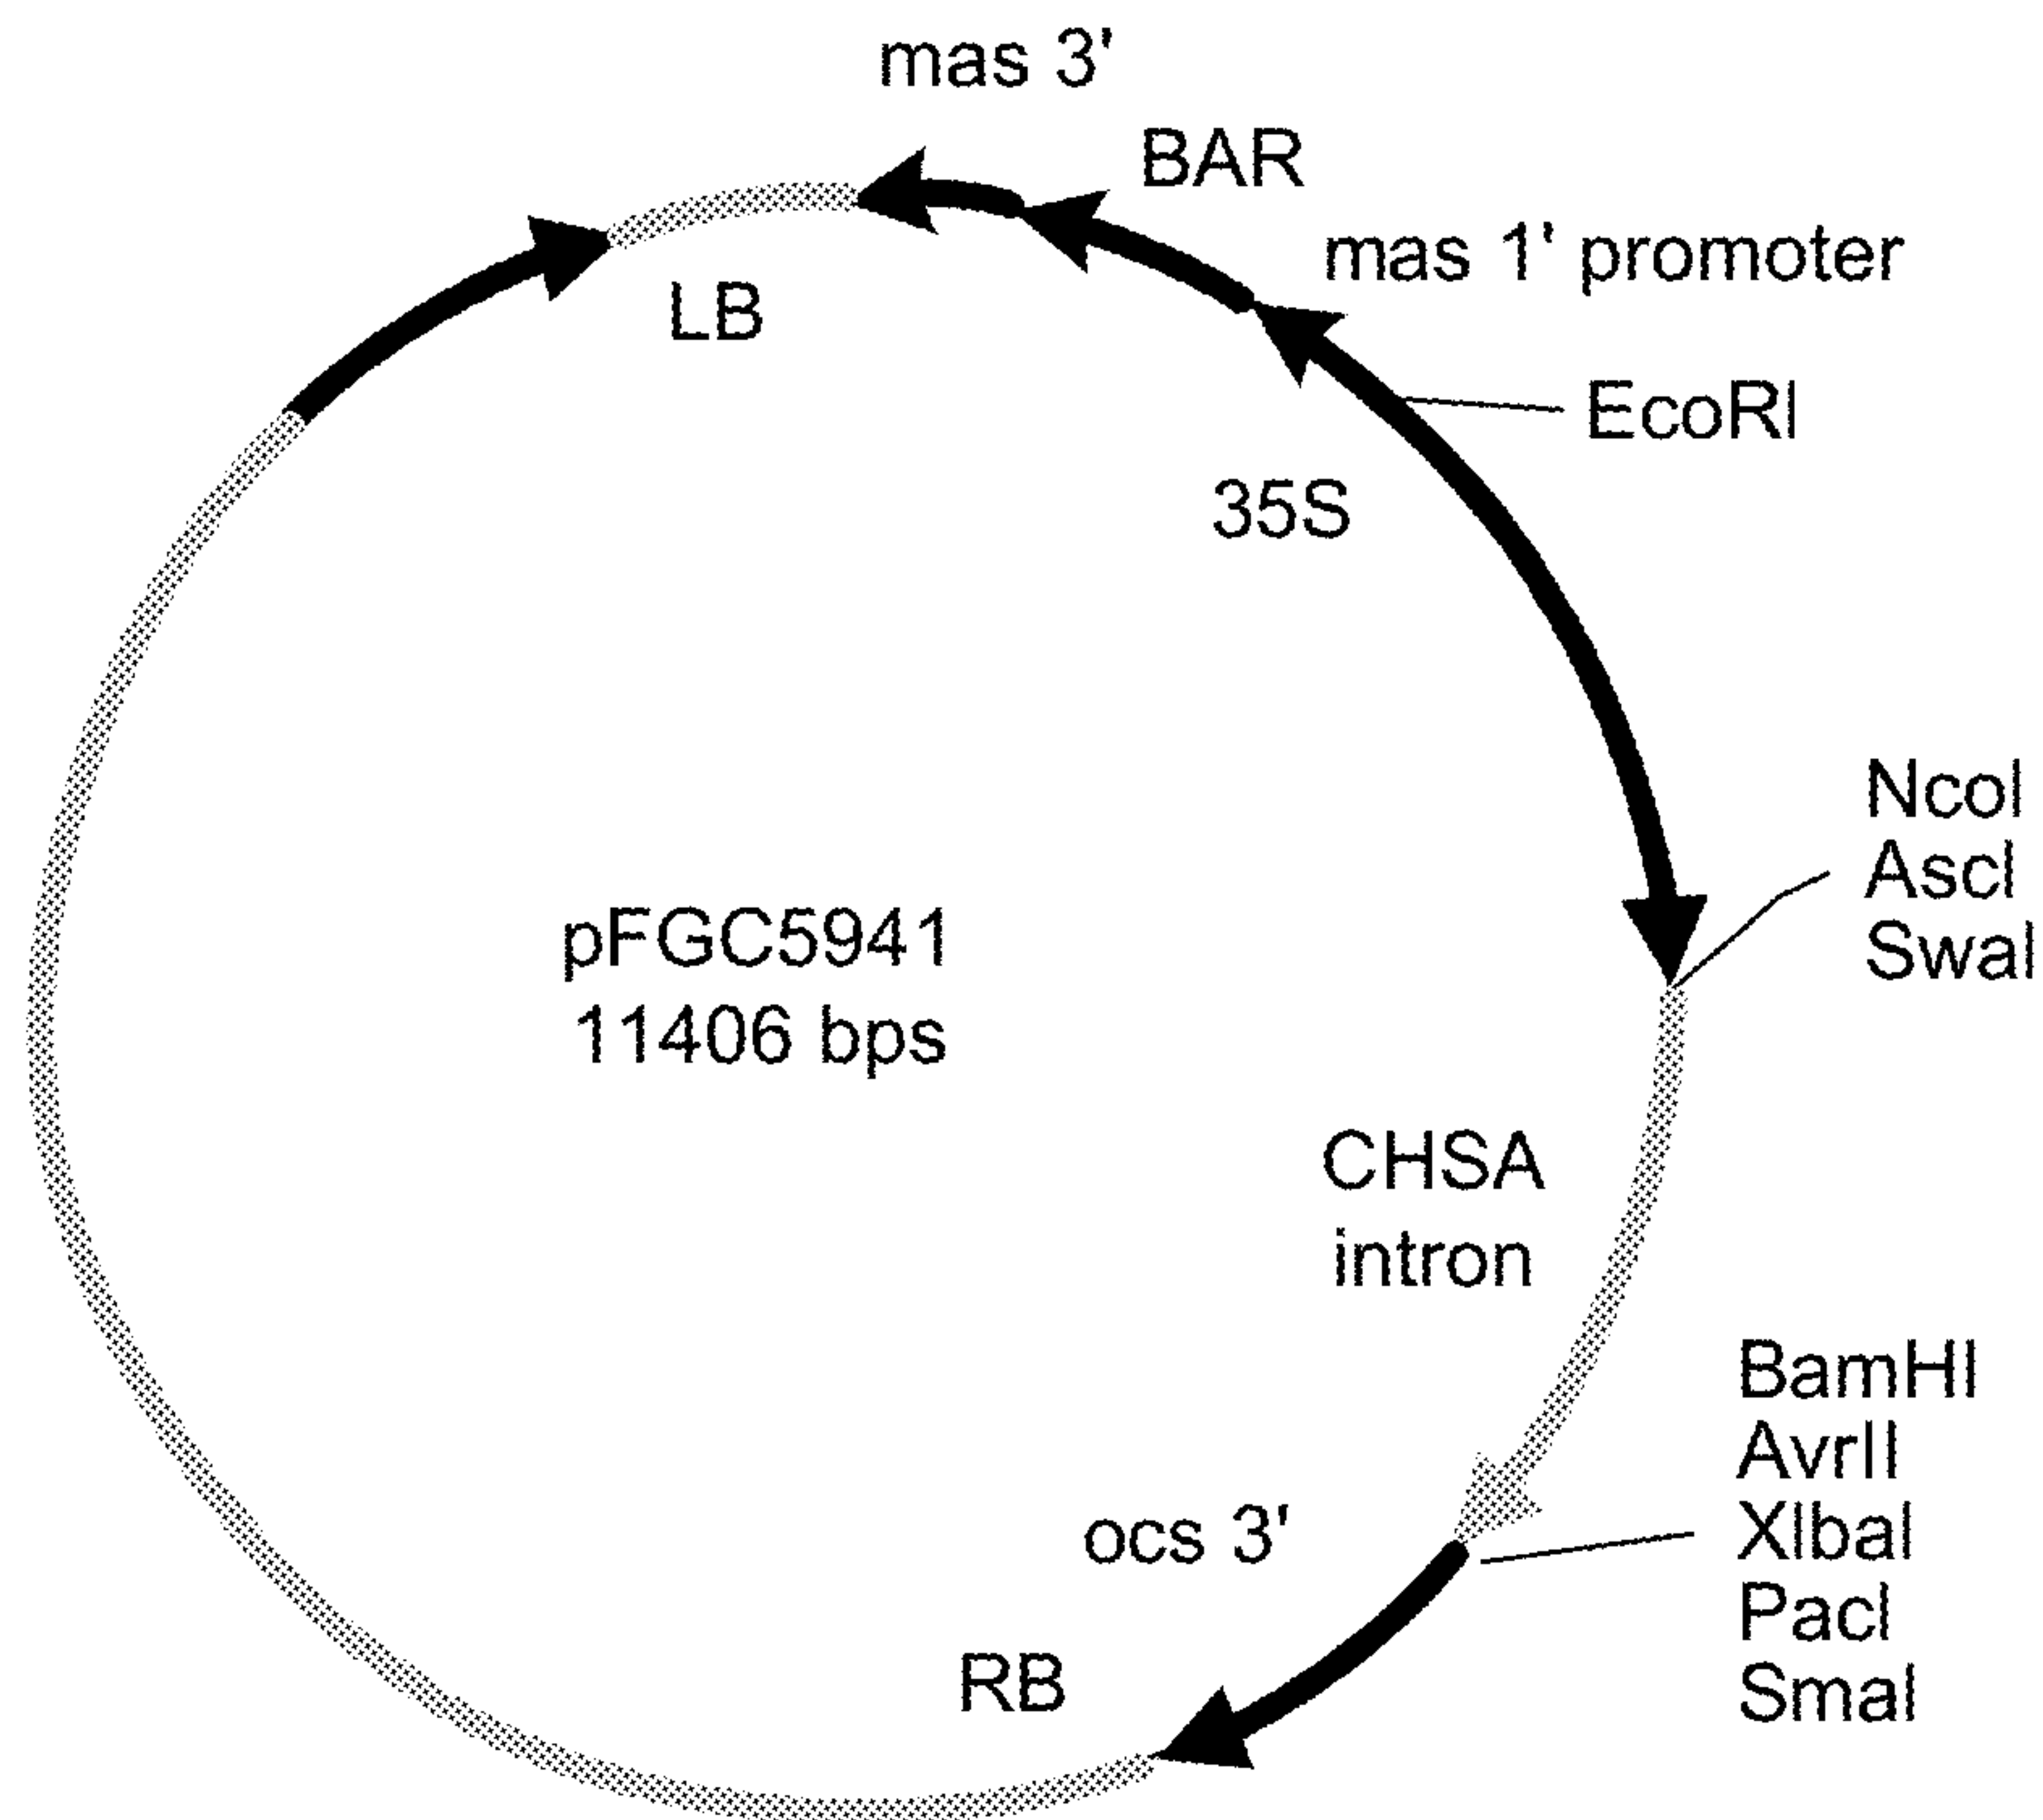 mas 3'
BAR
mas 1' promoter
LB
EcoRI
35S
NcoI
AscI
SwaI
pFGC5941
11406 bps
CHSA
intron
BamHI
AvrII
XIbaI
PacI
SmaI
ocs 3'
RB